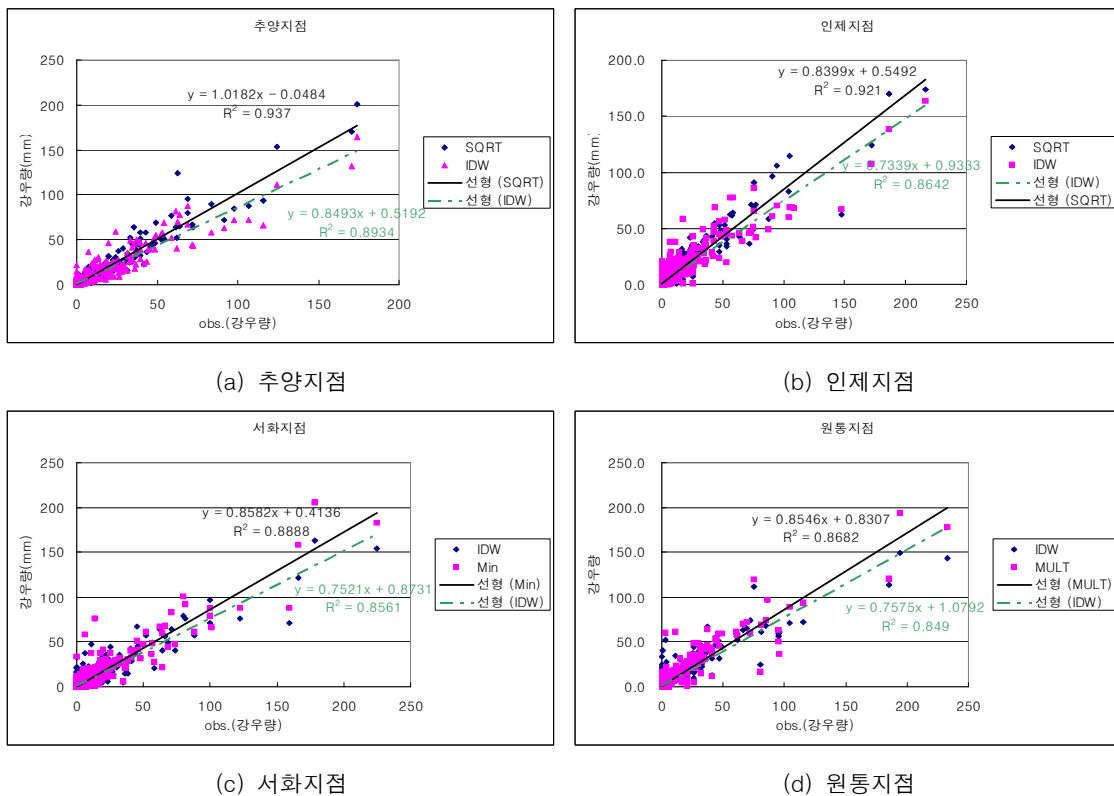 추양지점
250
200
150
100
50
0
강우량(mm)
y = 1.0182x − 0.0484
R² = 0.937
y = 0.8493x + 0.5192
R² = 0.8934
0 50 100 150 200
obs.(강우량)
SQRT
IDW
선형 (SQRT)
선형 (IDW)
(a) 추양지점
인제지점
200.0
150.0
100.0
50.0
0.0
강우량(mm)
y = 0.8399x + 0.5492
R² = 0.921
y = 0.7339x + 0.9333
R² = 0.8642
0 50 100 150 200 250
obs.(강우량)
SQRT
IDW
선형 (IDW)
선형 (SQRT)
(b) 인제지점
서화지점
250
200
150
100
50
0
강우량(mm)
y = 0.8582x + 0.4136
R² = 0.8888
y = 0.7521x + 0.8731
R² = 0.8561
0 50 100 150 200 250
obs.(강우량)
IDW
Min
선형 (Min)
선형 (IDW)
(c) 서화지점
원통지점
250.0
200.0
150.0
100.0
50.0
0.0
강우량
y = 0.8546x + 0.8307
R² = 0.8682
y = 0.7575x + 1.0792
R² = 0.849
0 50 100 150 200 250
obs.(강우량)
IDW
MULT
선형 (MULT)
선형 (IDW)
(d) 원통지점